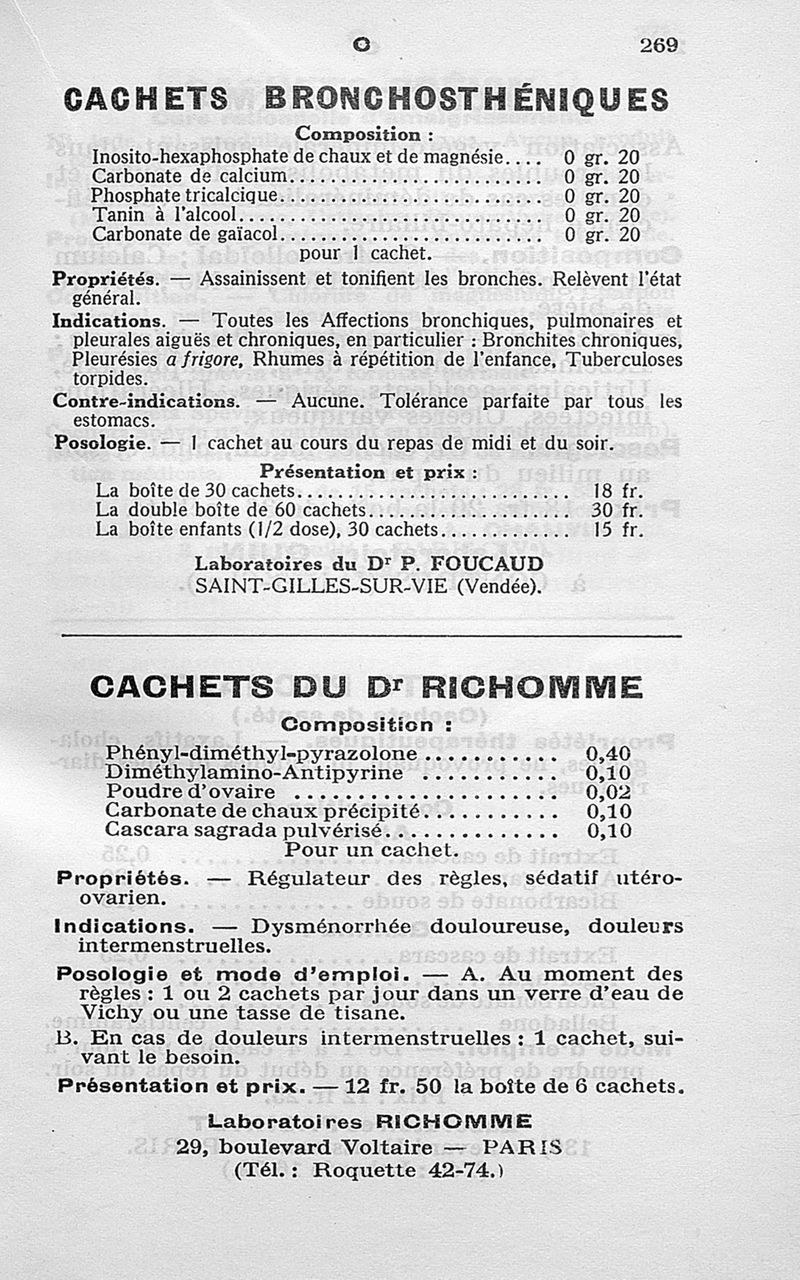 C 269
CACHETS BRONCHOSTHÉNIQUES
Composition :
Inosito-hexaphosphate de chaux et de magnésie.... 0 gr. 20
Carbonate de calcium.......................... 0 gr. 20
Phosphate tricalcique.......................... 0 gr. 20
Tanin à l'alcool............................... 0 gr. 20
Carbonate de gaïacol.......................... 0 gr. 20
pour 1 cachet.
Propriétés. — Assainissent et tonifient les bronches. Relèvent l'état
général.
Indications. — Toutes les Affections bronchiques, pulmonaires et
pleurales aiguës et chroniques, en particulier : Bronchites chroniques,
Pleurésies a frigore, Rhumes à répétition de l'enfance, Tuberculoses
torpides.
Contre-indications. — Aucune. Tolérance parfaite par tous les
estomacs.
Posologie. — 1 cachet au cours du repas de midi et du soir.
Présentation et prix :
La boîte de 30 cachets........................... 18 fr.
La double boîte de 60 cachets.................... 30 fr.
La boîte enfants (1/2 dose), 30 cachets............. 15 fr.
Laboratoires du Dr P. FOUCAUD
SAINT-GILLES-SUR-VIE (Vendée).
CACHETS DU Dr RICHOMME
Composition :
Phényl-diméthyl-pyrazolone ........... 0,40
Diméthylamino-Antipyrine ........... 0,10
Poudre d'ovaire ...................... 0,02
Carbonate de chaux précipité........... 0,10
Cascara sagrada pulvérisé.............. 0,10
Pour un cachet.
Propriétés. — Régulateur des règles, sédatif utéro-
ovarien.
Indications. — Dysménorrhée douloureuse, douleurs
intermenstruelles.
Posologie et mode d'emploi. — A. Au moment des
règles : 1 ou 2 cachets par jour dans un verre d'eau de
Vichy ou une tasse de tisane.
B. En cas de douleurs intermenstruelles : 1 cachet, sui-
vant le besoin.
Présentation et prix. — 12 fr. 50 la boîte de 6 cachets.
Laboratoires RICHOMME
29, boulevard Voltaire — PARIS
(Tél. : Roquette 42-74.)